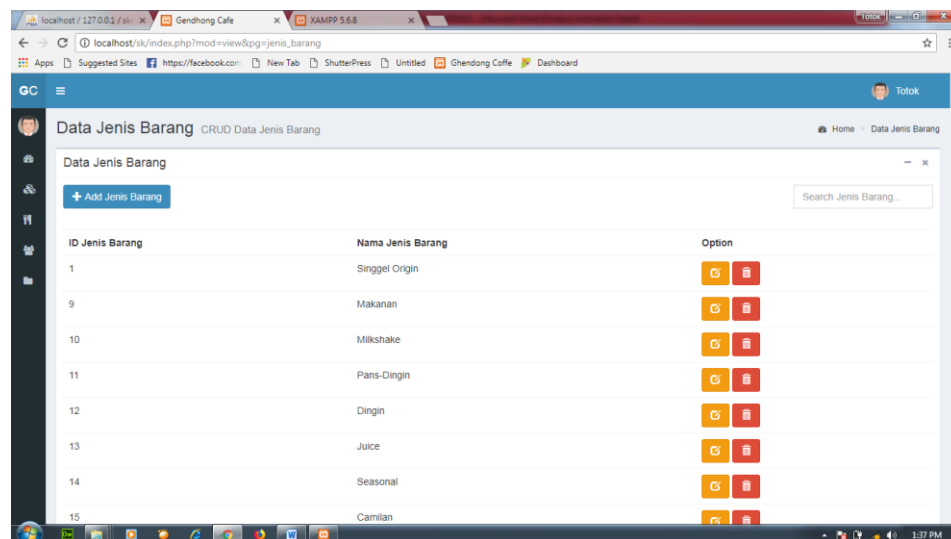 localhost / 127.0.0.1 / sk
Gendhong Cafe
XAMPP 5.6.8
Totok
localhost/sk/index.php?mod=view&pg=jenis_barang
Apps Suggested Sites https://facebook.com New Tab ShutterPress Untitled Ghendong Coffe Dashboard
GC
Totok
Data Jenis Barang CRUD Data Jenis Barang
Home > Data Jenis Barang
Data Jenis Barang
Add Jenis Barang
Search Jenis Barang...
ID Jenis Barang Nama Jenis Barang Option
1 Singgel Origin
9 Makanan
10 Milkshake
11 Pans-Dingin
12 Dingin
13 Juice
14 Seasonal
15 Camilan
1:37 PM